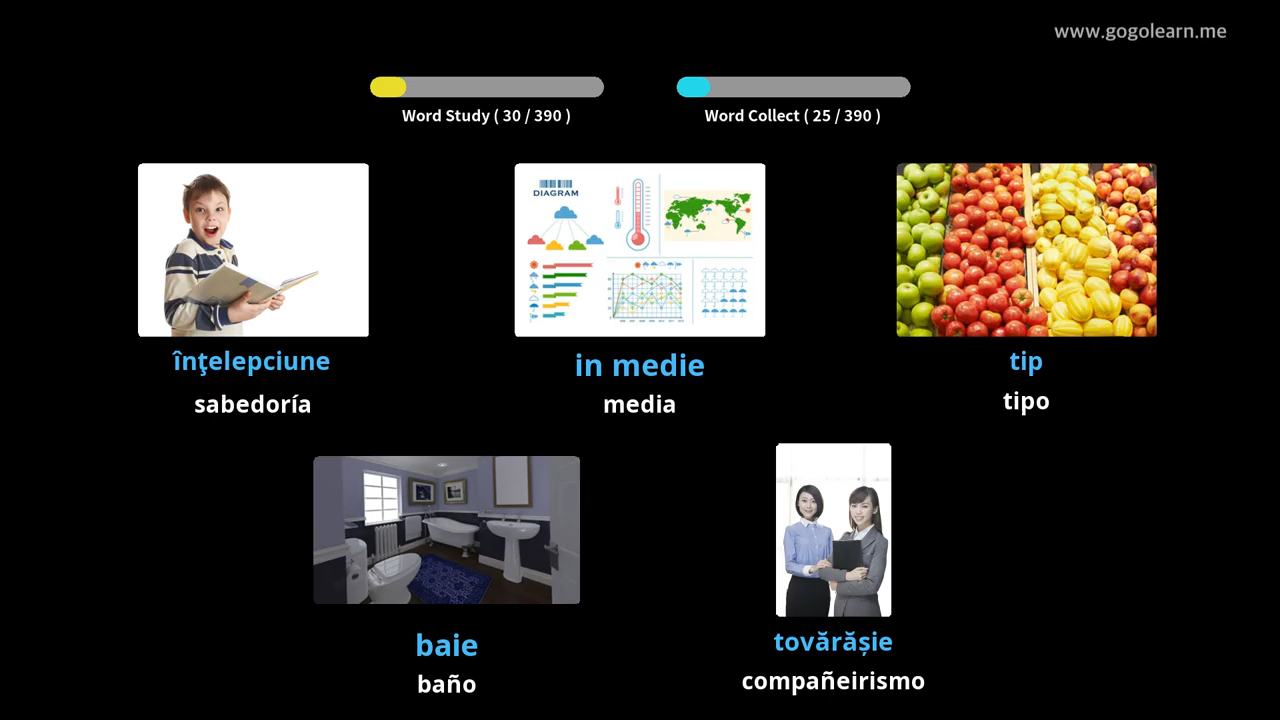 www.gogolearn.me
Word Study ( 30 / 390 )
Word Collect ( 25 / 390 )
DIAGRAM
înţelepciune
in medie
tip
sabedoría
media
tipo
baie
tovărășie
baño
compañeirismo